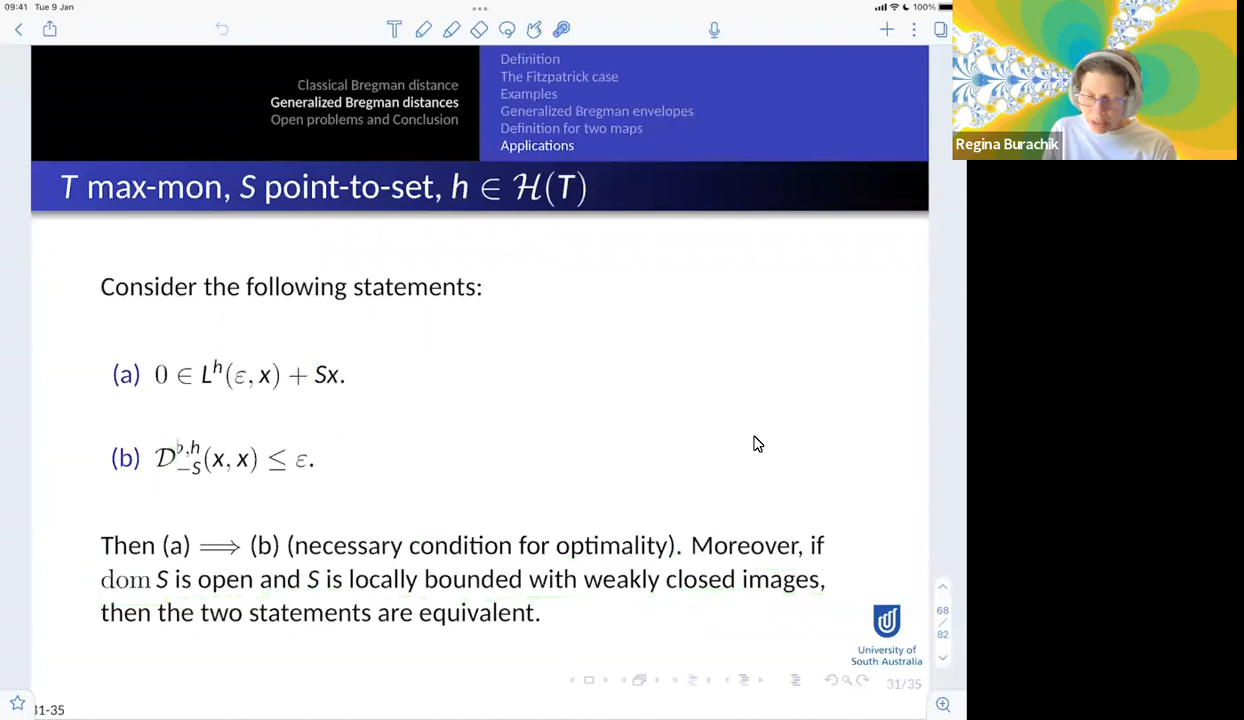 09:41 Tue 9 Jan
100%
Classical Bregman distance
Generalized Bregman distances
Open problems and Conclusion
Definition
The Fitzpatrick case
Examples
Generalized Bregman envelopes
Definition for two maps
Applications
Regina Burachik
T max-mon, S point-to-set, h ∈ ℋ(T)
Consider the following statements:
(a) 0 ∈ Lʰ(ε, x) + Sx.
(b) 𝒟₋S^♭,h(x, x) ≤ ε.
Then (a) ⟹ (b) (necessary condition for optimality). Moreover, if
dom S is open and S is locally bounded with weakly closed images,
then the two statements are equivalent.
University of
South Australia
68
/
82
31/35
31-35